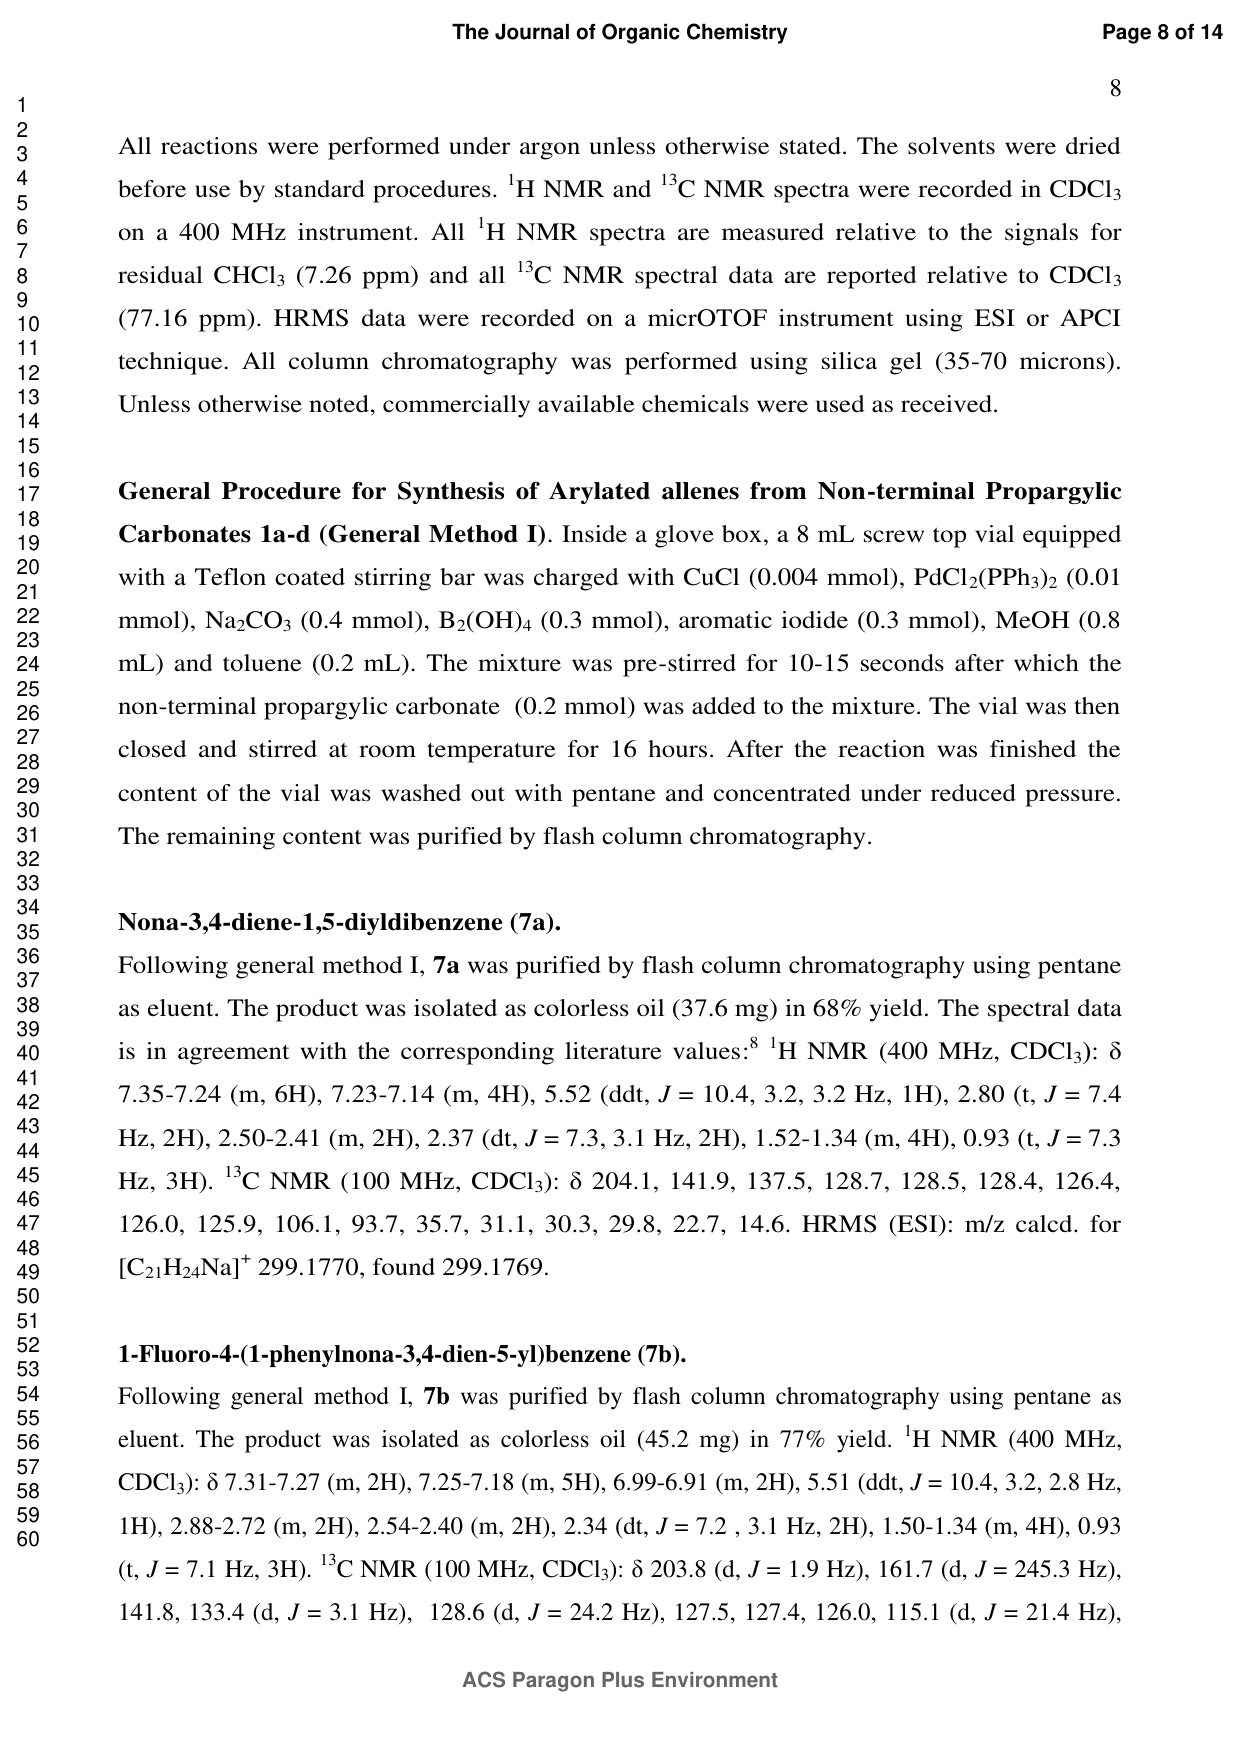 The Journal of Organic Chemistry
Page 8 of 14
8
1
2
3
4
5
6
7
8
9
10
11
12
13
14
15
16
17
18
19
20
21
22
23
24
25
26
27
28
29
30
31
32
33
34
35
36
37
38
39
40
41
42
43
44
45
46
47
48
49
50
51
52
53
54
55
56
57
58
59
60
All reactions were performed under argon unless otherwise stated. The solvents were dried
before use by standard procedures. ¹H NMR and ¹³C NMR spectra were recorded in CDCl₃
on a 400 MHz instrument. All ¹H NMR spectra are measured relative to the signals for
residual CHCl₃ (7.26 ppm) and all ¹³C NMR spectral data are reported relative to CDCl₃
(77.16 ppm). HRMS data were recorded on a micrOTOF instrument using ESI or APCI
technique. All column chromatography was performed using silica gel (35-70 microns).
Unless otherwise noted, commercially available chemicals were used as received.
General Procedure for Synthesis of Arylated allenes from Non-terminal Propargylic
Carbonates 1a-d (General Method I). Inside a glove box, a 8 mL screw top vial equipped
with a Teflon coated stirring bar was charged with CuCl (0.004 mmol), PdCl₂(PPh₃)₂ (0.01
mmol), Na₂CO₃ (0.4 mmol), B₂(OH)₄ (0.3 mmol), aromatic iodide (0.3 mmol), MeOH (0.8
mL) and toluene (0.2 mL). The mixture was pre-stirred for 10-15 seconds after which the
non-terminal propargylic carbonate (0.2 mmol) was added to the mixture. The vial was then
closed and stirred at room temperature for 16 hours. After the reaction was finished the
content of the vial was washed out with pentane and concentrated under reduced pressure.
The remaining content was purified by flash column chromatography.
Nona-3,4-diene-1,5-diyldibenzene (7a).
Following general method I, 7a was purified by flash column chromatography using pentane
as eluent. The product was isolated as colorless oil (37.6 mg) in 68% yield. The spectral data
is in agreement with the corresponding literature values:⁸ ¹H NMR (400 MHz, CDCl₃): δ
7.35-7.24 (m, 6H), 7.23-7.14 (m, 4H), 5.52 (ddt, J = 10.4, 3.2, 3.2 Hz, 1H), 2.80 (t, J = 7.4
Hz, 2H), 2.50-2.41 (m, 2H), 2.37 (dt, J = 7.3, 3.1 Hz, 2H), 1.52-1.34 (m, 4H), 0.93 (t, J = 7.3
Hz, 3H). ¹³C NMR (100 MHz, CDCl₃): δ 204.1, 141.9, 137.5, 128.7, 128.5, 128.4, 126.4,
126.0, 125.9, 106.1, 93.7, 35.7, 31.1, 30.3, 29.8, 22.7, 14.6. HRMS (ESI): m/z calcd. for
[C₂₁H₂₄Na]⁺ 299.1770, found 299.1769.
1-Fluoro-4-(1-phenylnona-3,4-dien-5-yl)benzene (7b).
Following general method I, 7b was purified by flash column chromatography using pentane as
eluent. The product was isolated as colorless oil (45.2 mg) in 77% yield. ¹H NMR (400 MHz,
CDCl₃): δ 7.31-7.27 (m, 2H), 7.25-7.18 (m, 5H), 6.99-6.91 (m, 2H), 5.51 (ddt, J = 10.4, 3.2, 2.8 Hz,
1H), 2.88-2.72 (m, 2H), 2.54-2.40 (m, 2H), 2.34 (dt, J = 7.2 , 3.1 Hz, 2H), 1.50-1.34 (m, 4H), 0.93
(t, J = 7.1 Hz, 3H). ¹³C NMR (100 MHz, CDCl₃): δ 203.8 (d, J = 1.9 Hz), 161.7 (d, J = 245.3 Hz),
141.8, 133.4 (d, J = 3.1 Hz), 128.6 (d, J = 24.2 Hz), 127.5, 127.4, 126.0, 115.1 (d, J = 21.4 Hz),
ACS Paragon Plus Environment